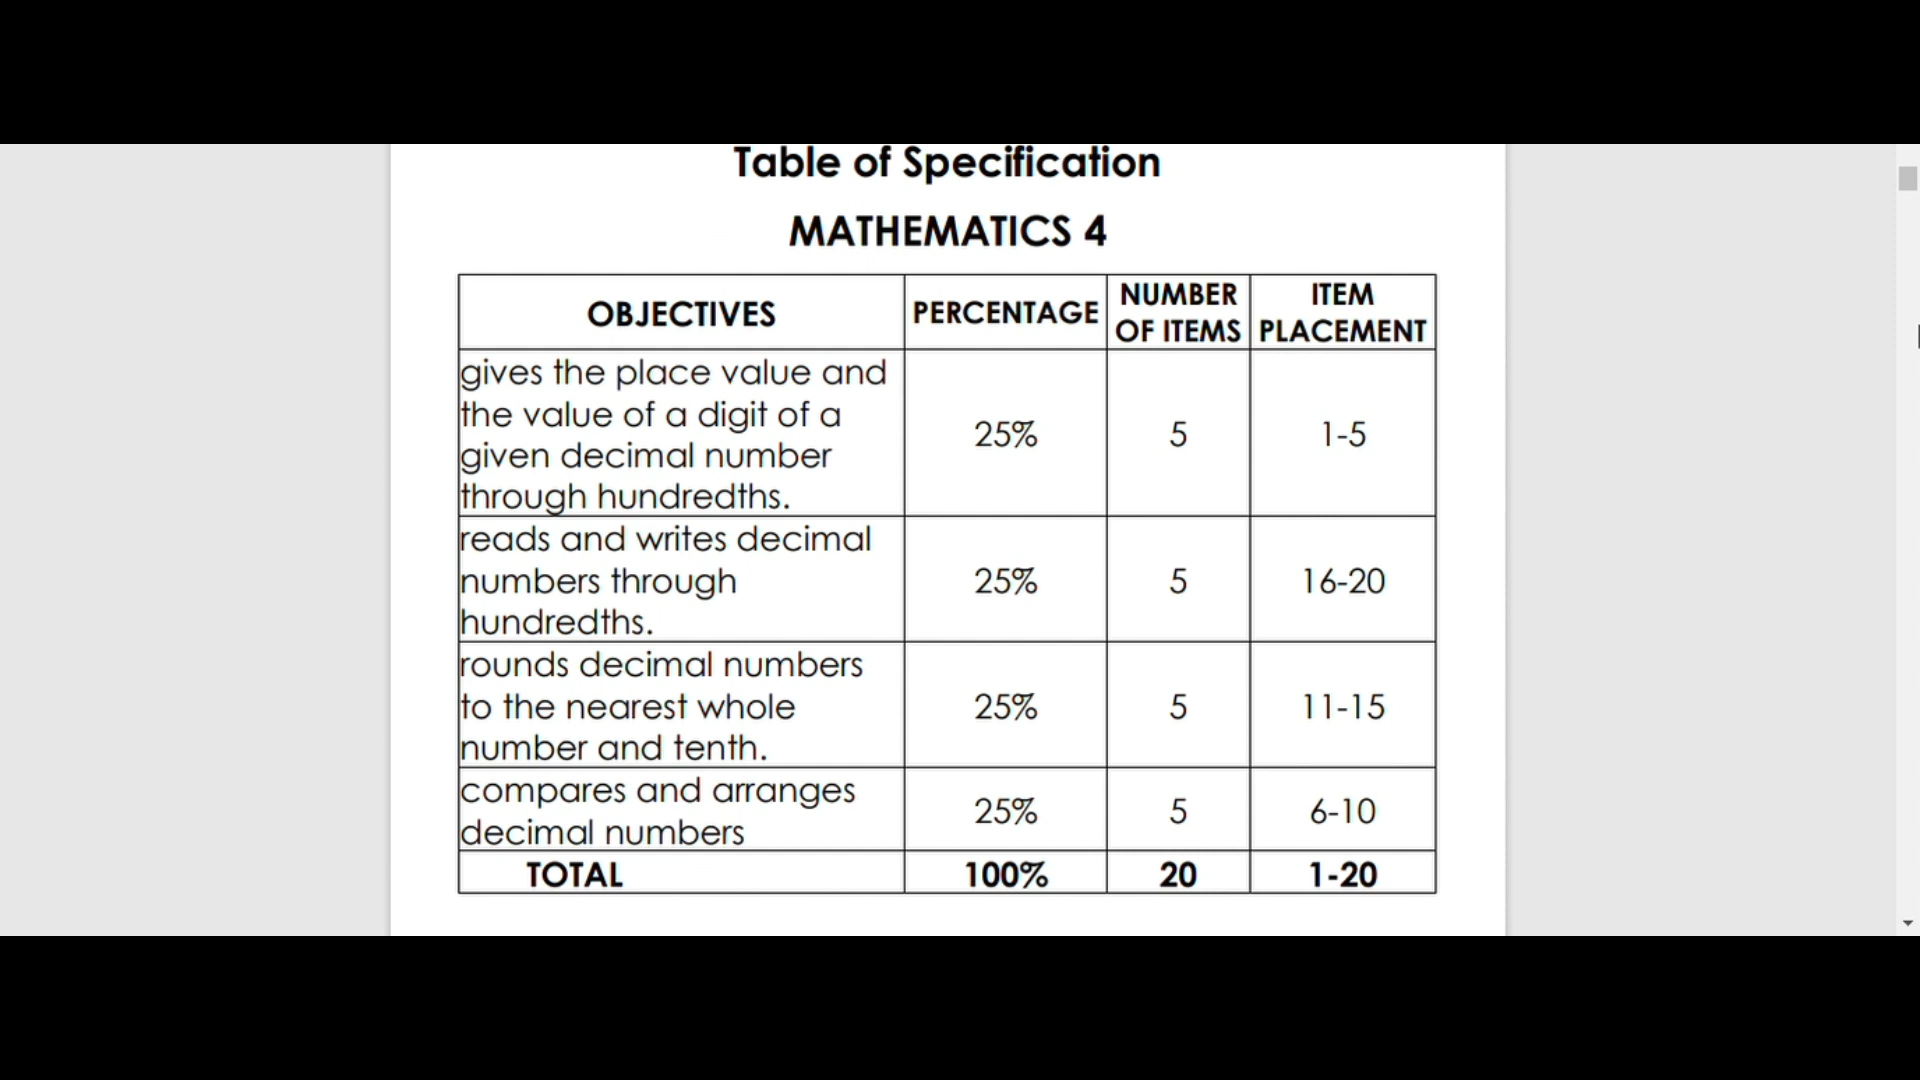 Table of Specification
MATHEMATICS 4
OBJECTIVES
PERCENTAGE
NUMBER
OF ITEMS
ITEM
PLACEMENT
gives the place value and
the value of a digit of a
given decimal number
through hundredths.
25%
5
1-5
reads and writes decimal
numbers through
hundredths.
25%
5
16-20
rounds decimal numbers
to the nearest whole
number and tenth.
25%
5
11-15
compares and arranges
decimal numbers
25%
5
6-10
TOTAL
100%
20
1-20